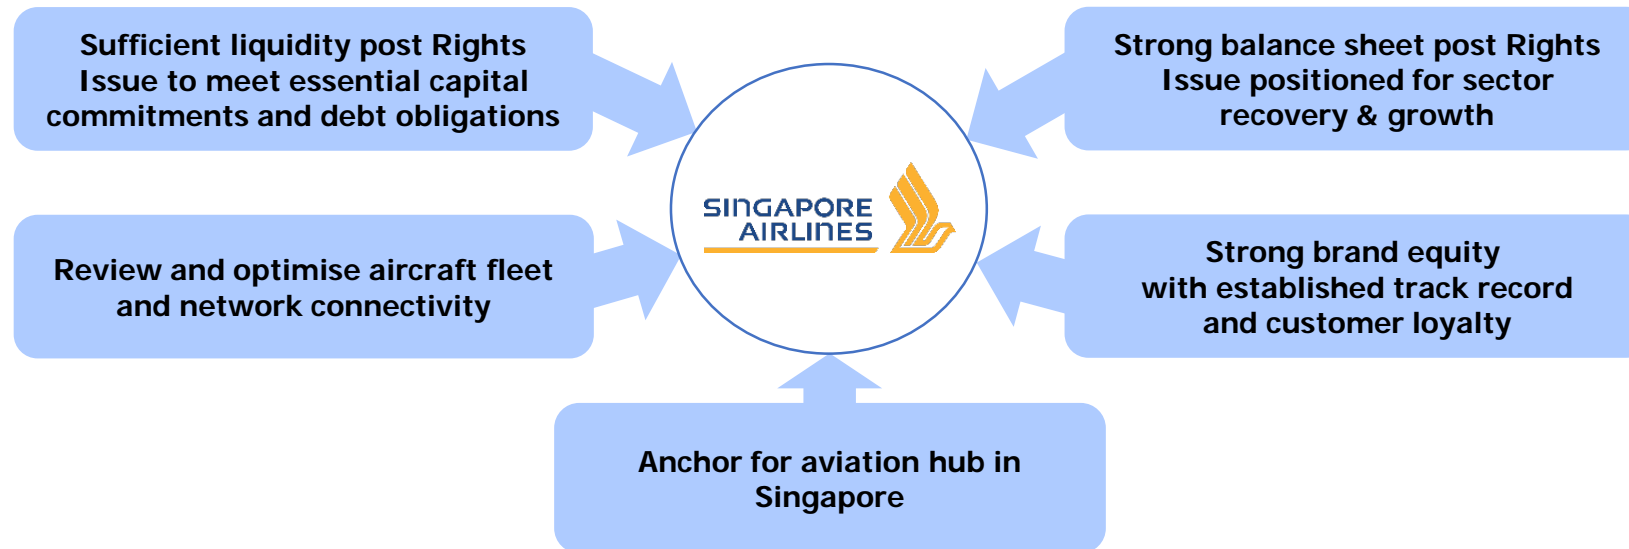 Sufficient liquidity post Rights
Issue to meet essential capital
commitments and debt obligations
Strong balance sheet post Rights
Issue positioned for sector
recovery & growth
SINGAPORE
AIRLINES
Review and optimise aircraft fleet
and network connectivity
Strong brand equity
with established track record
and customer loyalty
Anchor for aviation hub in
Singapore